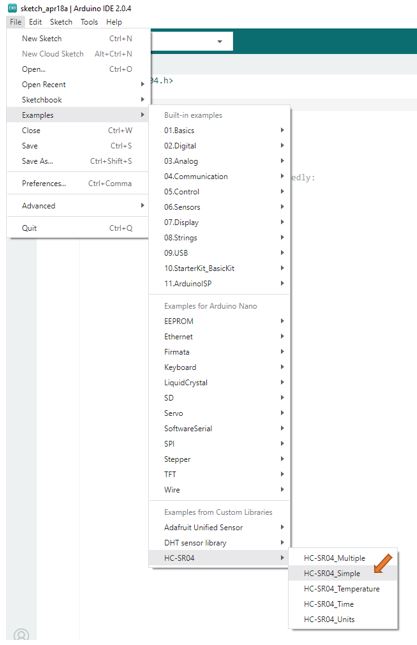 sketch_apr18a | Arduino IDE 2.0.4
File Edit Sketch Tools Help
New Sketch Ctrl+N
New Cloud Sketch Alt+Ctrl+N
Open... Ctrl+O
Open Recent
Sketchbook
Examples
Close Ctrl+W
Save Ctrl+S
Save As... Ctrl+Shift+S
Preferences... Ctrl+Comma
Advanced
Quit Ctrl+Q
04.h>
edly:
Built-in examples
01.Basics
02.Digital
03.Analog
04.Communication
05.Control
06.Sensors
07.Display
08.Strings
09.USB
10.StarterKit_BasicKit
11.ArduinoISP
Examples for Arduino Nano
EEPROM
Ethernet
Firmata
Keyboard
LiquidCrystal
SD
Servo
SoftwareSerial
SPI
Stepper
TFT
Wire
Examples from Custom Libraries
Adafruit Unified Sensor
DHT sensor library
HC-SR04
HC-SR04_Multiple
HC-SR04_Simple
HC-SR04_Temperature
HC-SR04_Time
HC-SR04_Units